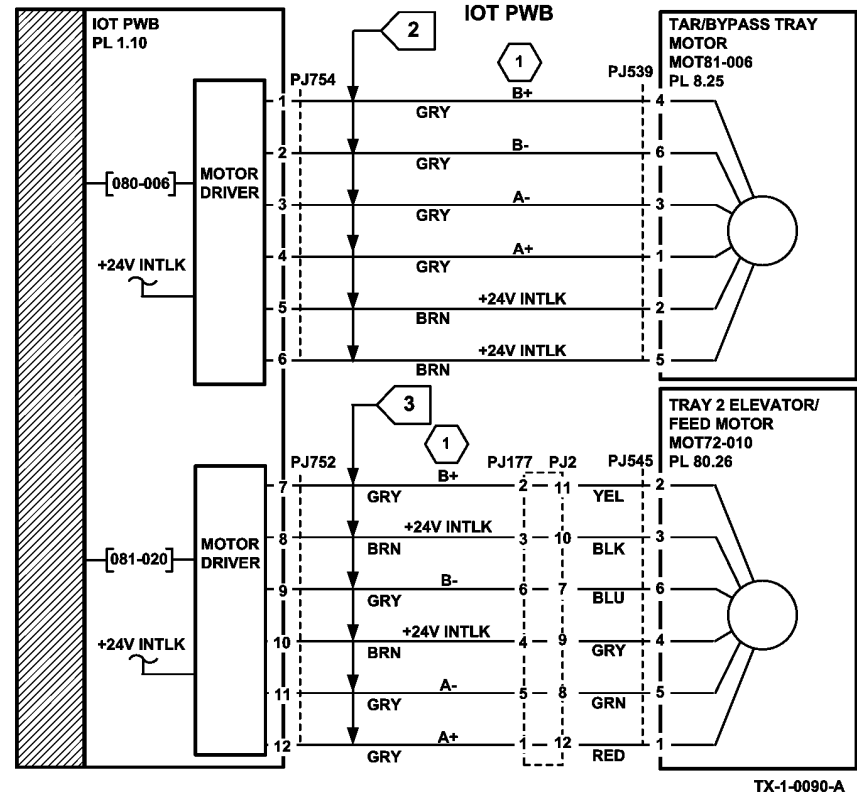 IOT PWB
IOT PWB
PL 1.10
2
TAR/BYPASS TRAY
MOTOR
MOT81-006
PL 8.25
1
PJ754
PJ539
1 B+ GRY 4
2 B- GRY 6
080-006
MOTOR
DRIVER
3 A- GRY 3
4 A+ GRY 1
+24V INTLK
5 +24V INTLK BRN 2
6 +24V INTLK BRN 5
3
TRAY 2 ELEVATOR/
FEED MOTOR
MOT72-010
PL 80.26
1
PJ752 PJ177 PJ2 PJ545
7 B+ GRY 2 11 YEL 2
8 +24V INTLK BRN 3 10 BLK 3
081-020
MOTOR
DRIVER
9 B- GRY 6 7 BLU 6
10 +24V INTLK BRN 4 9 GRY 4
+24V INTLK
11 A- GRY 5 8 GRN 5
12 A+ GRY 1 12 RED 1
TX-1-0090-A